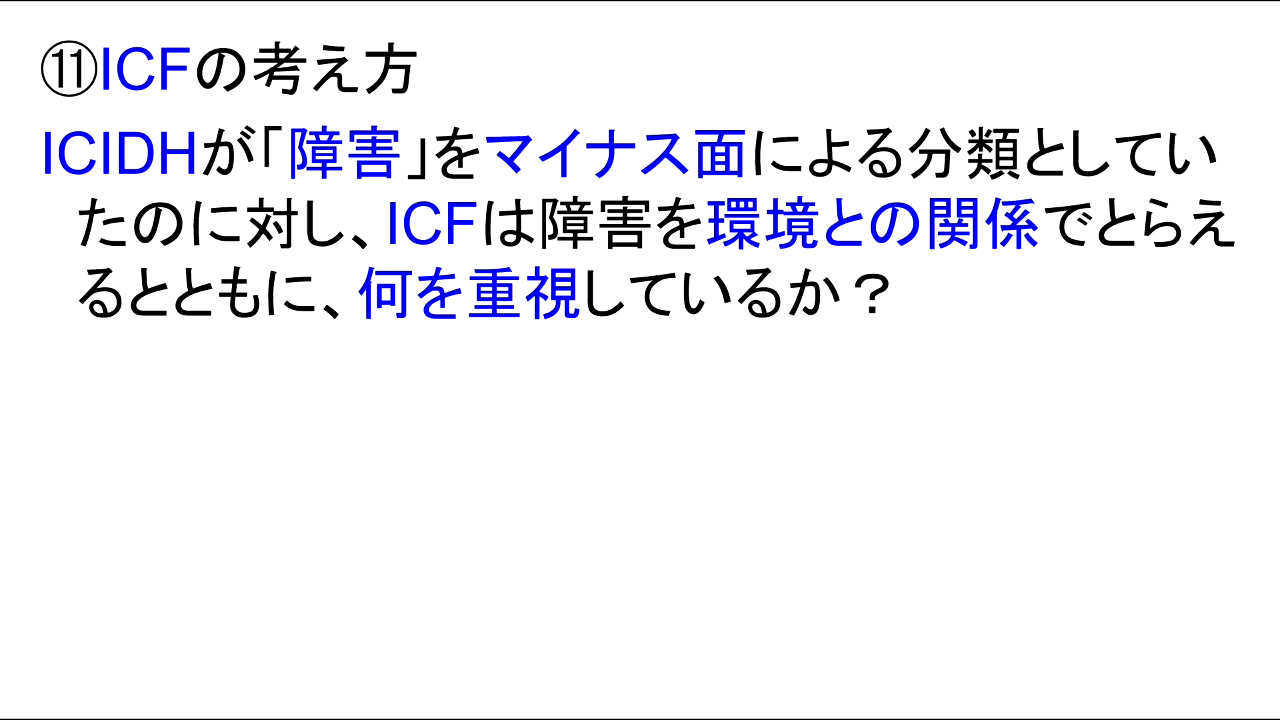 ⑪ICFの考え方
ICIDHが「障害」をマイナス面による分類としてい
たのに対し、ICFは障害を環境との関係でとらえ
るとともに、何を重視しているか？